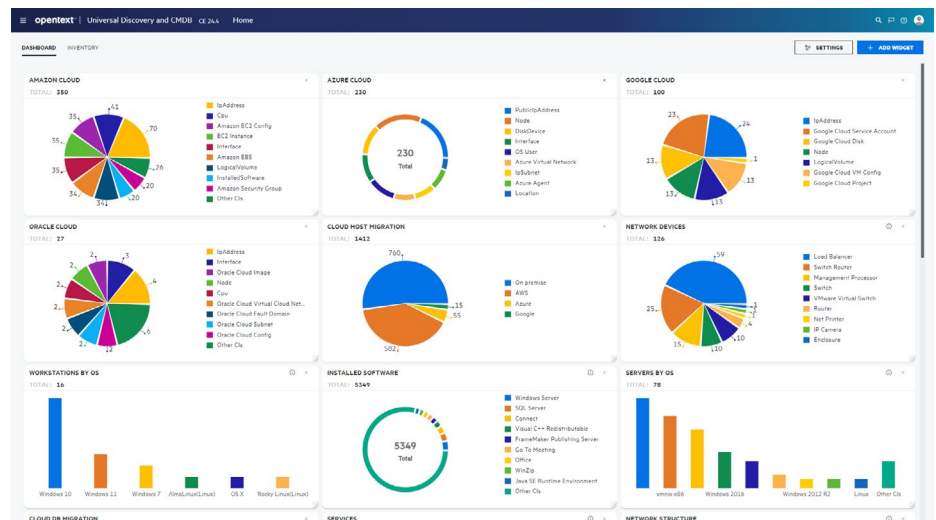 opentext™ | Universal Discovery and CMDB CE 24.4 Home
DASHBOARD INVENTORY
SETTINGS
+ ADD WIDGET
AMAZON CLOUD
TOTAL: 350
41
70
26
20
20
34
34
35
35
35
IpAddress
Cpu
Amazon EC2 Config
EC2 Instance
Interface
Amazon EBS
LogicalVolume
InstalledSoftware
Amazon Security Group
Other CIs
AZURE CLOUD
TOTAL: 230
230
Total
PublicIpAddress
Node
DiskDevice
Interface
OS User
Azure Virtual Network
IpSubnet
Azure Agent
Location
GOOGLE CLOUD
TOTAL: 100
24
1
13
13
13
13
23
IpAddress
Google Cloud Service Account
Google Cloud Disk
Node
LogicalVolume
Google Cloud VM Config
Google Cloud Project
ORACLE CLOUD
TOTAL: 27
3
4
6
2
2
2
2
2
2
2
IpAddress
Interface
Oracle Cloud Image
Node
Cpu
Oracle Cloud Virtual Cloud Net...
Oracle Cloud Fault Domain
Oracle Cloud Subnet
Oracle Cloud Config
Other CIs
CLOUD HOST MIGRATION
TOTAL: 1412
760
15
55
582
On premise
AWS
Azure
Google
NETWORK DEVICES
TOTAL: 126
59
1
1
1
4
10
10
15
25
Load Balancer
Switch Router
Management Processor
Switch
VMware Virtual Switch
Router
Net Printer
IP Camera
Enclosure
WORKSTATIONS BY OS
TOTAL: 16
Windows 10 Windows 11 Windows 7 AlmaLinux(Linux) OS X Rocky Linux(Linux)
INSTALLED SOFTWARE
TOTAL: 5349
5349
Total
Windows Server
SQL Server
Connect
Visual C++ Redistributable
FrameMaker Publishing Server
Go To Meeting
Office
WinZip
Java SE Runtime Environment
Other CIs
SERVERS BY OS
TOTAL: 78
vmnix-x86 Windows 2016 Windows 2012 R2 Linux Other CIs
CLOUD DB MIGRATION
SERVICES
NETWORK STRUCTURE